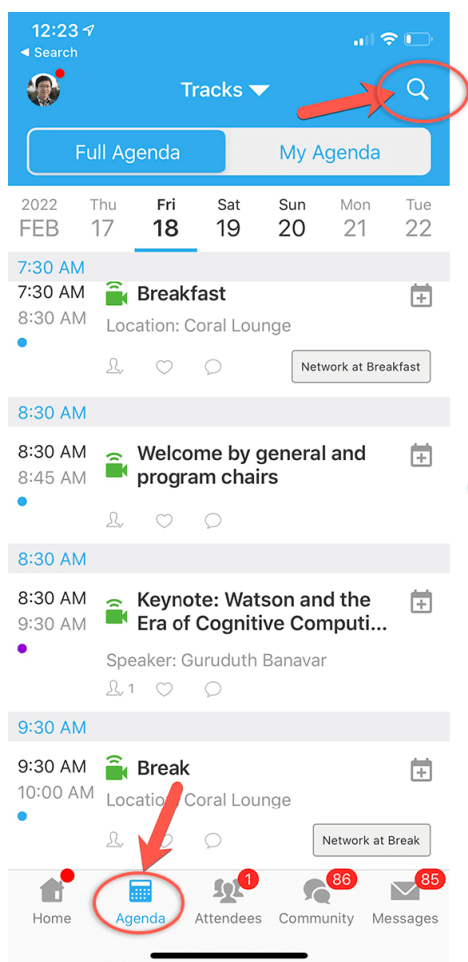 12:23
Search
Tracks
Full Agenda
My Agenda
2022 Thu Fri Sat Sun Mon Tue
FEB 17 18 19 20 21 22
7:30 AM
7:30 AM Breakfast
8:30 AM Location: Coral Lounge
Network at Breakfast
8:30 AM
8:30 AM Welcome by general and
8:45 AM program chairs
8:30 AM
8:30 AM Keynote: Watson and the
9:30 AM Era of Cognitive Computi...
Speaker: Guruduth Banavar
1
9:30 AM
9:30 AM Break
10:00 AM Location: Coral Lounge
Network at Break
1 86 85
Home Agenda Attendees Community Messages